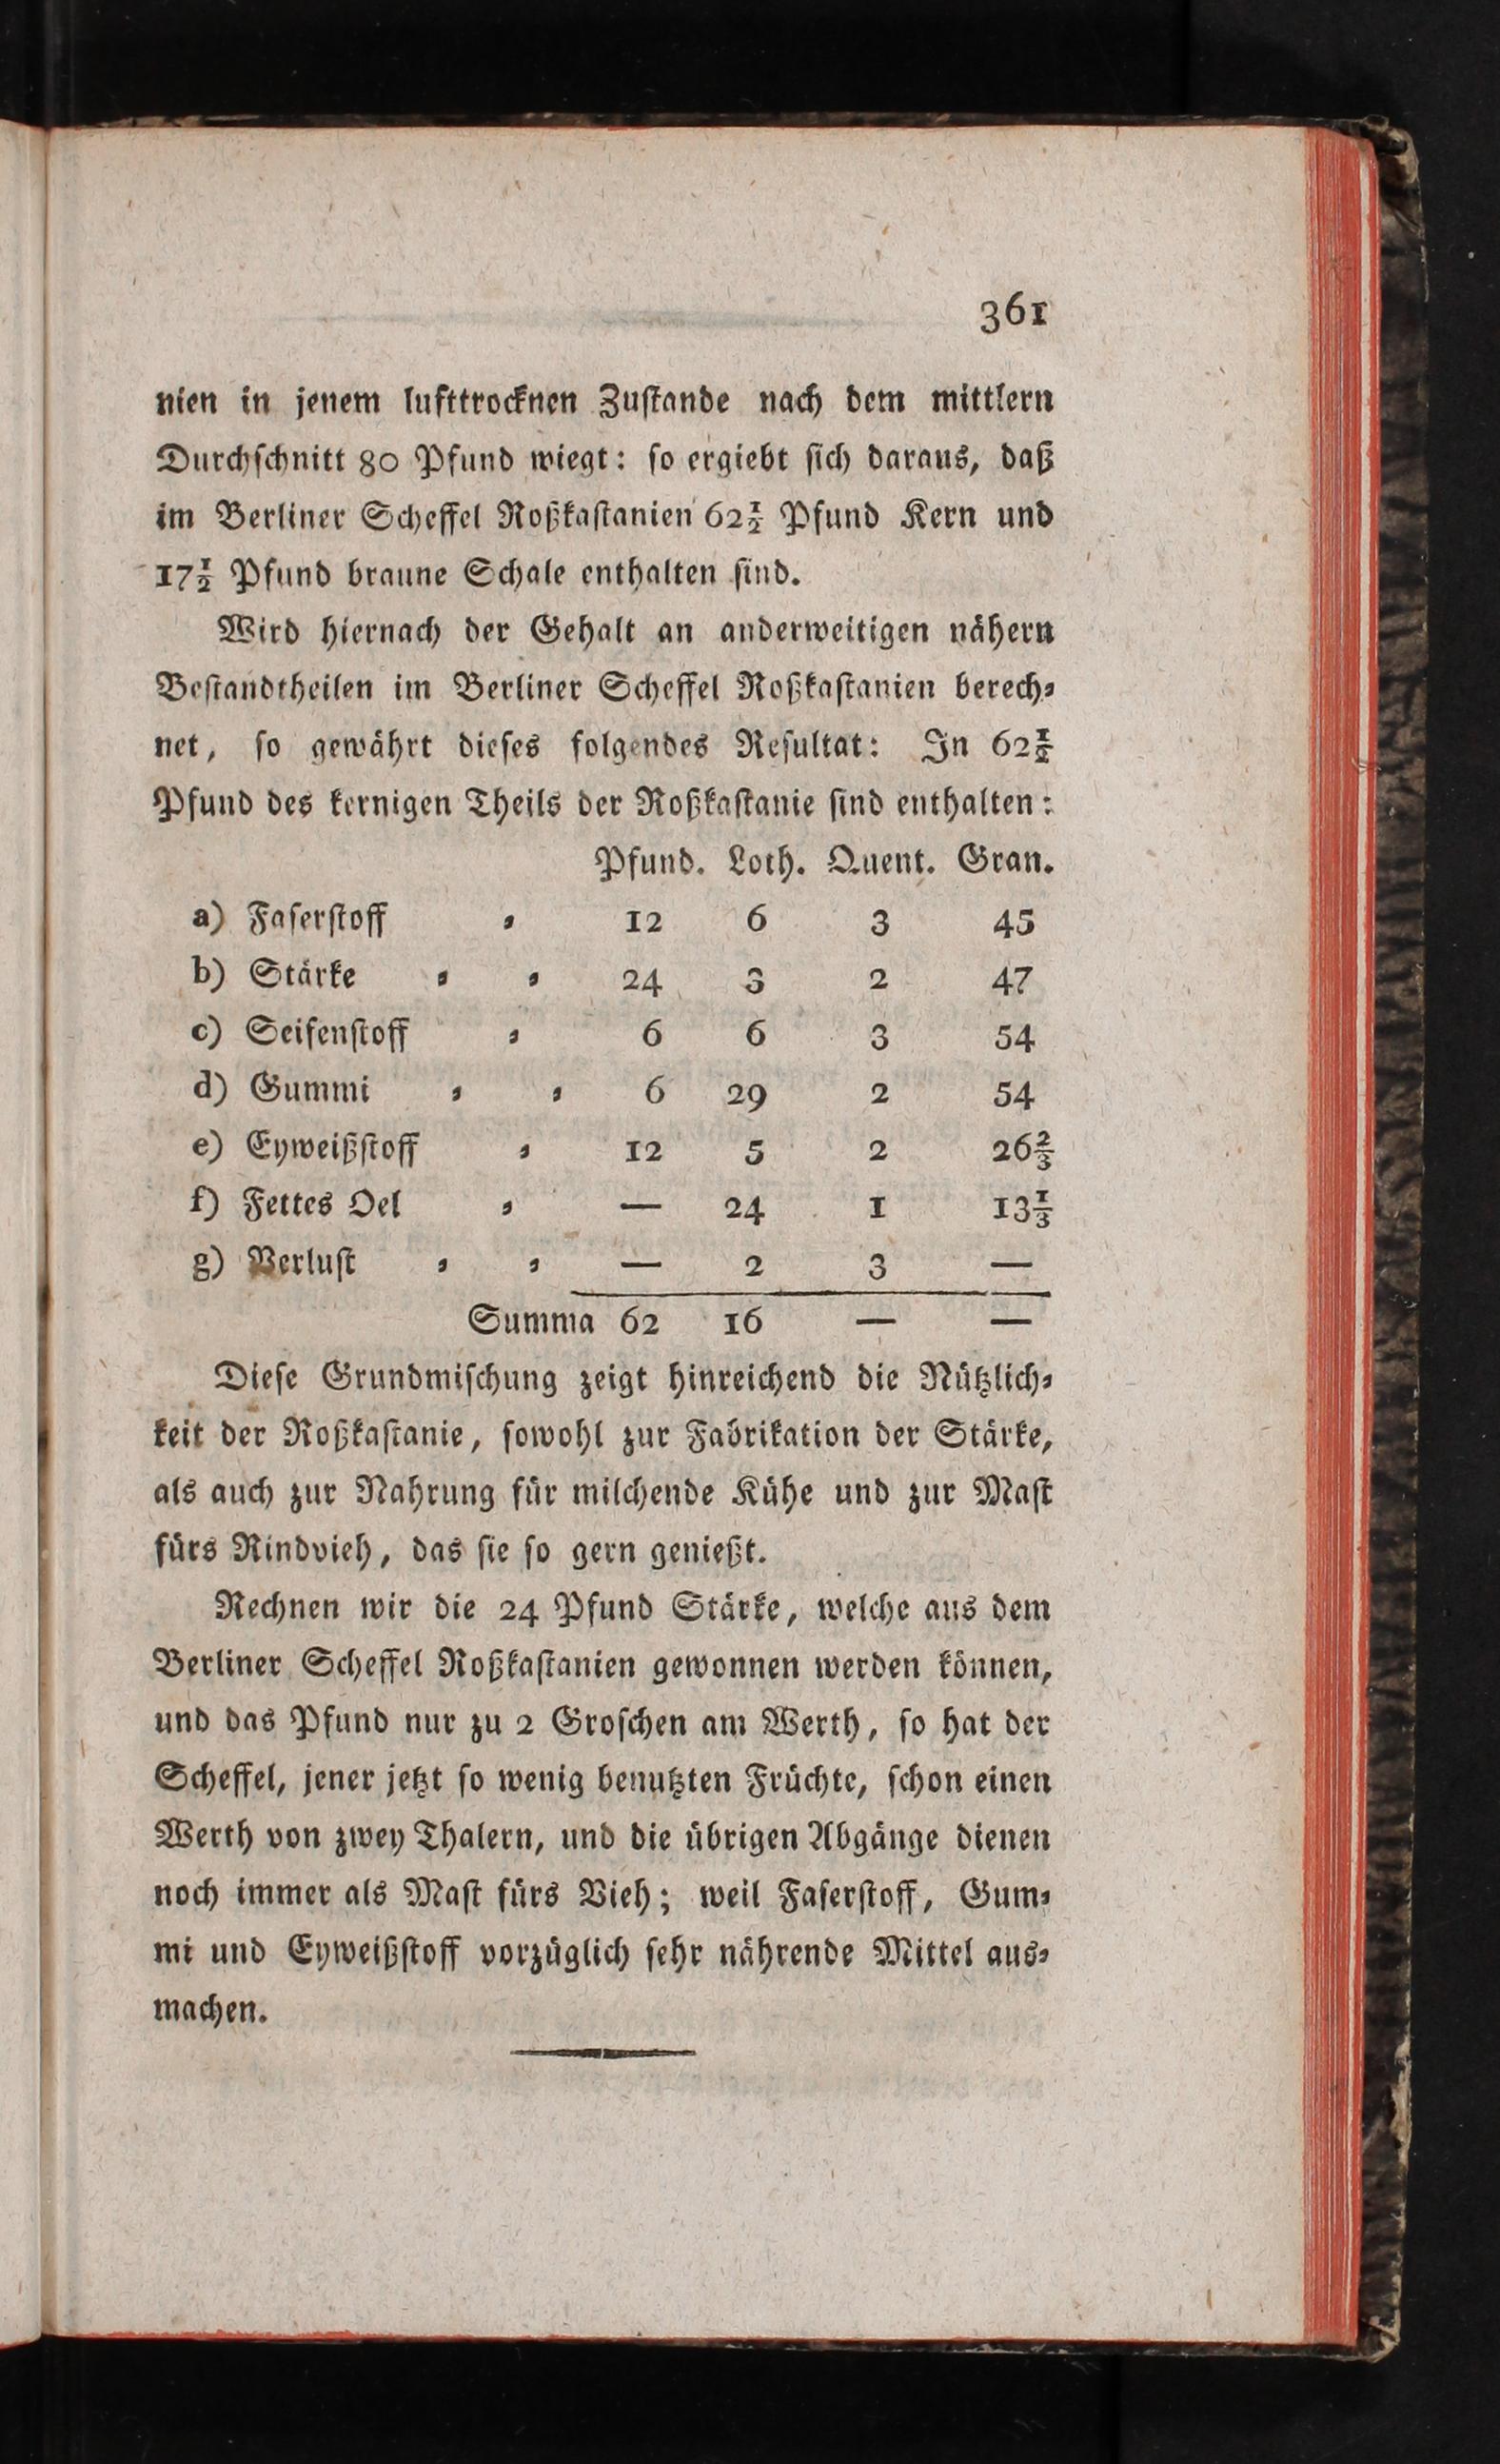 361
nien in jenem lufttrocknen Zuſtande nach dem mittlern
Durchſchnitt 80 Pfund wiegt: ſo ergiebt ſich daraus, daß
im Berliner Scheffel Roßkaſtanien 62½ Pfund Kern und
17½ Pfund braune Schale enthalten ſind.
Wird hiernach der Gehalt an anderweitigen nähern
Beſtandtheilen im Berliner Scheffel Roßkaſtanien berech⸗
net, ſo gewährt dieſes folgendes Reſultat: In 62½
Pfund des kernigen Theils der Roßkaſtanie ſind enthalten:
Pfund. Loth. Quent. Gran.
a) Faſerſtoff ⸗ 12 6 3 45
b) Stärke ⸗ ⸗ 24 3 2 47
c) Seifenſtoff ⸗ 6 6 3 54
d) Gummi ⸗ ⸗ 6 29 2 54
e) Eyweißſtoff ⸗ 12 5 2 26⅔
f) Fettes Oel ⸗ — 24 1 13⅓
g) Verluſt ⸗ ⸗ — 2 3 —
Summa 62 16 — —
Dieſe Grundmiſchung zeigt hinreichend die Nützlich⸗
keit der Roßkaſtanie, ſowohl zur Fabrikation der Stärke,
als auch zur Nahrung für milchende Kühe und zur Maſt
fürs Rindvieh, das ſie ſo gern genießt.
Rechnen wir die 24 Pfund Stärke, welche aus dem
Berliner Scheffel Roßkaſtanien gewonnen werden können,
und das Pfund nur zu 2 Groſchen am Werth, ſo hat der
Scheffel, jener jetzt ſo wenig benutzten Früchte, ſchon einen
Werth von zwey Thalern, und die übrigen Abgänge dienen
noch immer als Maſt fürs Vieh; weil Faſerſtoff, Gum⸗
mi und Eyweißſtoff vorzüglich ſehr nährende Mittel aus⸗
machen.